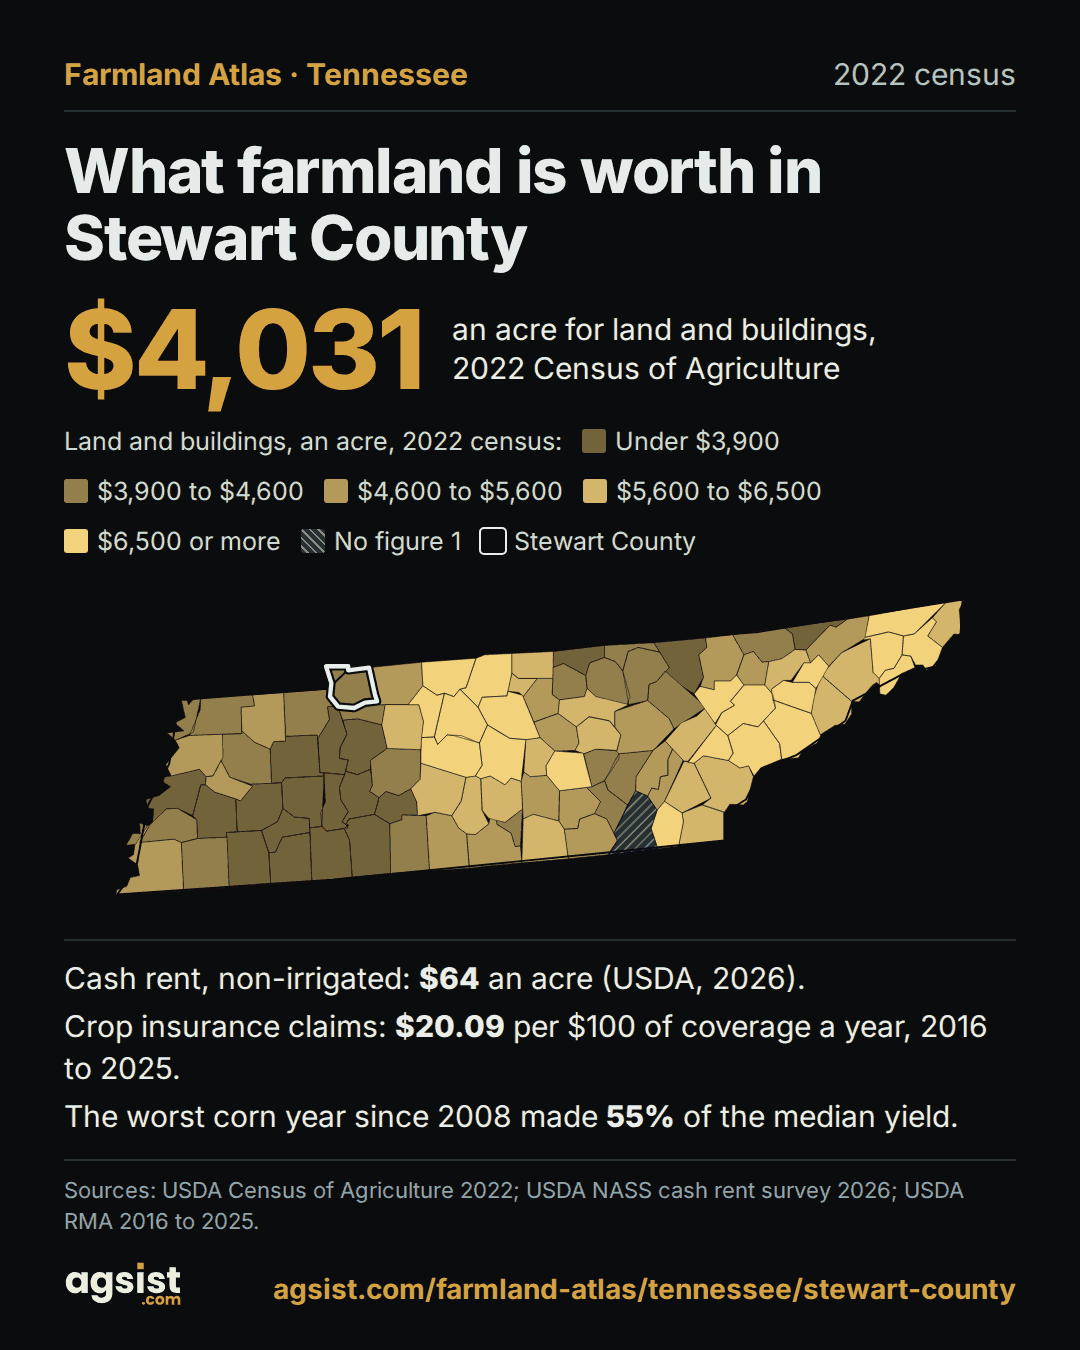 Farmland Atlas · Tennessee
2022 census
What farmland is worth in
Stewart County
$4,031
an acre for land and buildings,
2022 Census of Agriculture
Land and buildings, an acre, 2022 census: Under $3,900
$3,900 to $4,600 $4,600 to $5,600 $5,600 to $6,500
$6,500 or more No figure 1 Stewart County
Cash rent, non-irrigated: $64 an acre (USDA, 2026).
Crop insurance claims: $20.09 per $100 of coverage a year, 2016
to 2025.
The worst corn year since 2008 made 55% of the median yield.
Sources: USDA Census of Agriculture 2022; USDA NASS cash rent survey 2026; USDA
RMA 2016 to 2025.
agsist
.com
agsist.com/farmland-atlas/tennessee/stewart-county